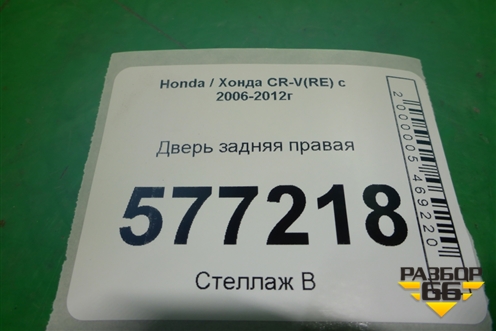 Honda / Хонда CR-V(RE) с
2006-2012г
Дверь задняя правая
577218
Стеллаж В
2000005469220
РАЗБОР
66